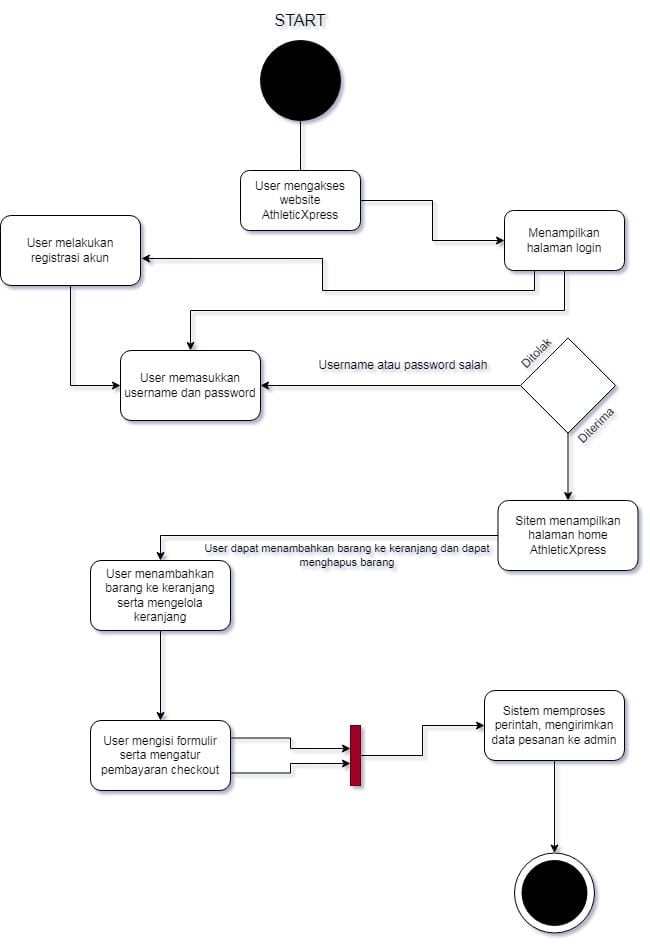 START
User mengakses
website
AthleticXpress
Menampilkan
halaman login
User melakukan
registrasi akun
User memasukkan
username dan password
Username atau password salah
Ditolak
Diterima
Sitem menampilkan
halaman home
AthleticXpress
User dapat menambahkan barang ke keranjang dan dapat
menghapus barang
User menambahkan
barang ke keranjang
serta mengelola
keranjang
User mengisi formulir
serta mengatur
pembayaran checkout
Sistem memproses
perintah, mengirimkan
data pesanan ke admin